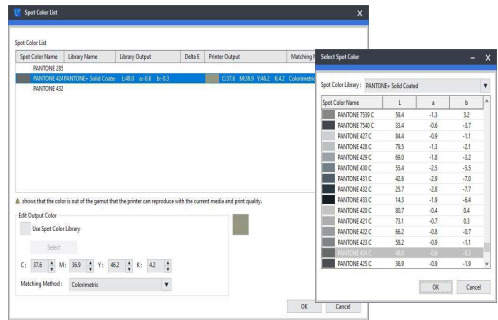 Spot Color List
X
Spot Color List
Spot Color Name Library Name Library Output Delta E Printer Output Matching
PANTONE 285
PANTONE 424 PANTONE+ Solid Coate L:48.0 a:-0.8 b:-0.3 C:37.6 M:36.9 Y:46.2 K:4.2 Colorimetric
PANTONE 432
shows that the color is out of the gamut that the printer can reproduce with the current media and print quality.
Edit Output Color
Use Spot Color Library
Select
C: 37.6 M: 36.9 Y: 46.2 K: 4.2
Matching Method: Colorimetric
OK Cancel
Select Spot Color
– X
Spot Color Library: PANTONE+ Solid Coated
Spot Color Name L a b
PANTONE 7539 C 59.4 -1.3 3.2
PANTONE 7540 C 33.4 -0.6 -3.7
PANTONE 427 C 84.4 -0.9 -1.1
PANTONE 428 C 78.5 -1.3 -2.1
PANTONE 429 C 69.0 -1.8 -3.2
PANTONE 430 C 55.4 -2.5 -5.5
PANTONE 431 C 42.6 -2.9 -7.0
PANTONE 432 C 25.7 -2.8 -7.7
PANTONE 433 C 14.3 -1.9 -6.4
PANTONE 420 C 80.7 -0.4 0.4
PANTONE 421 C 73.1 -0.7 0.3
PANTONE 422 C 66.2 -0.8 -0.7
PANTONE 423 C 58.2 -0.9 -1.1
PANTONE 424 C
PANTONE 425 C 36.9 -0.9 -1.9
OK Cancel